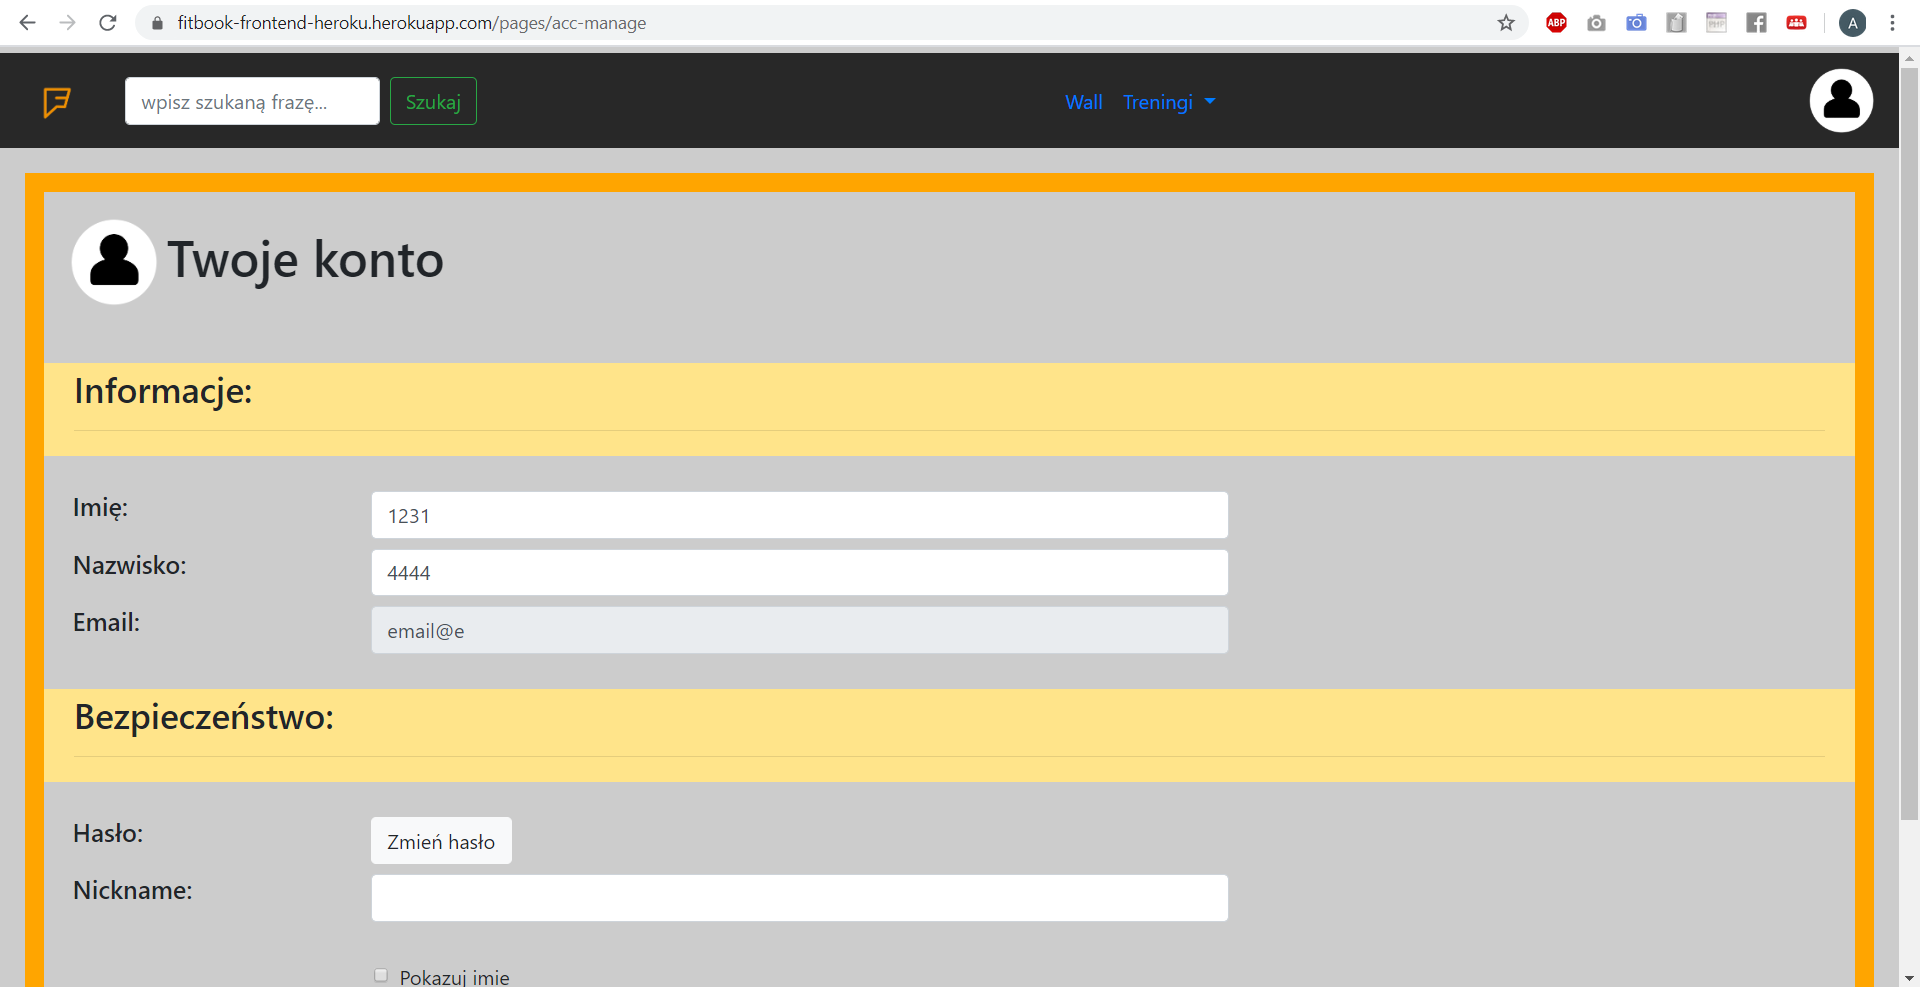 fitbook-frontend-heroku.herokuapp.com/pages/acc-manage
ABP
A
wpisz szukaną frazę...
Szukaj
Wall
Treningi
Twoje konto
Informacje:
Imię:
1231
Nazwisko:
4444
Email:
email@e
Bezpieczeństwo:
Hasło:
Zmień hasło
Nickname:
Pokazuj imie